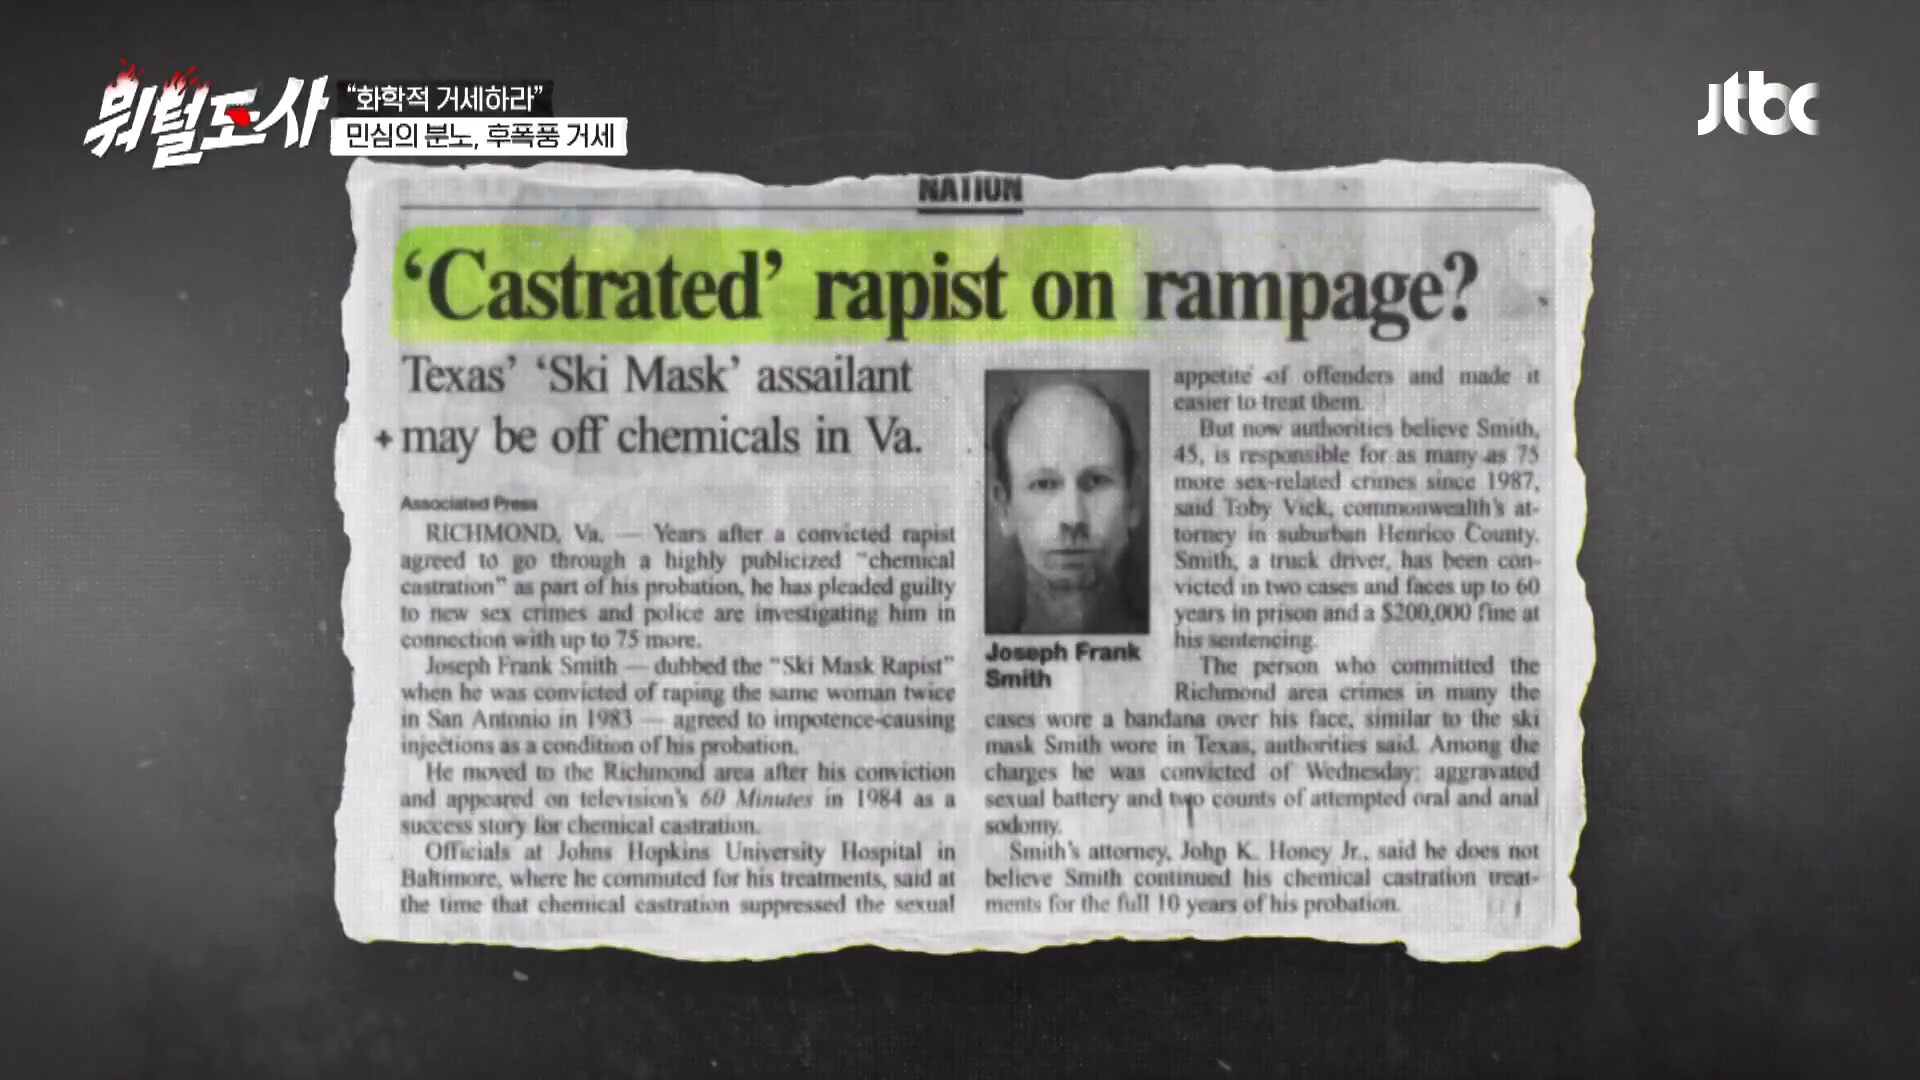 뭐털도사
“화학적 거세하라”
민심의 분노, 후폭풍 거세
jtbc
NATION
‘Castrated’ rapist on rampage?
Texas’ ‘Ski Mask’ assailant
may be off chemicals in Va.
Associated Press
RICHMOND, Va. — Years after a convicted rapist
agreed to go through a highly publicized “chemical
castration” as part of his probation, he has pleaded guilty
to new sex crimes and police are investigating him in
connection with up to 75 more.
Joseph Frank Smith — dubbed the “Ski Mask Rapist”
when he was convicted of raping the same woman twice
in San Antonio in 1983 — agreed to impotence-causing
injections as a condition of his probation.
He moved to the Richmond area after his conviction
and appeared on television’s 60 Minutes in 1984 as a
success story for chemical castration.
Officials at Johns Hopkins University Hospital in
Baltimore, where he commuted for his treatments, said at
the time that chemical castration suppressed the sexual
Joseph Frank
Smith
appetite of offenders and made it
easier to treat them.
But now authorities believe Smith,
45, is responsible for as many as 75
more sex-related crimes since 1987,
said Toby Vick, commonwealth’s at-
torney in suburban Henrico County.
Smith, a truck driver, has been con-
victed in two cases and faces up to 60
years in prison and a $200,000 fine at
his sentencing.
The person who committed the
Richmond area crimes in many the
cases wore a bandana over his face, similar to the ski
mask Smith wore in Texas, authorities said. Among the
charges he was convicted of Wednesday: aggravated
sexual battery and two counts of attempted oral and anal
sodomy.
Smith’s attorney, John K. Honey Jr., said he does not
believe Smith continued his chemical castration treat-
ments for the full 10 years of his probation.